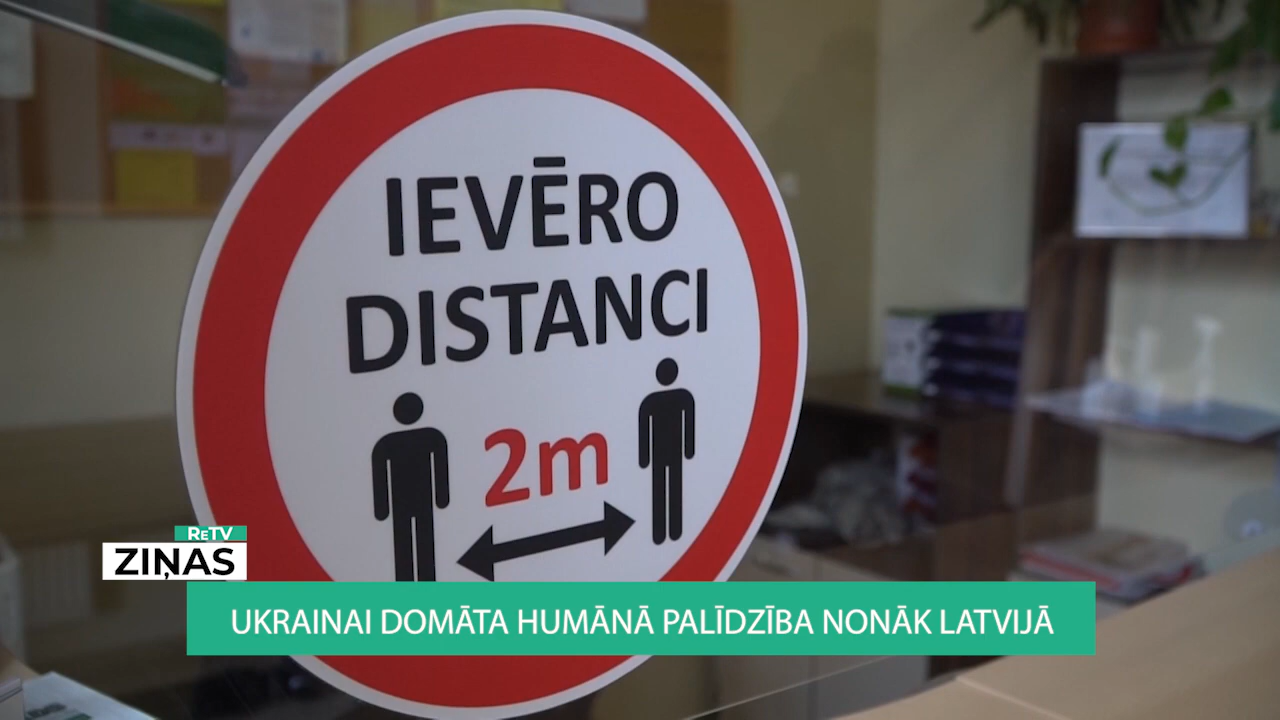 IEVĒRO
DISTANCI
2m
RETV
ZIŅAS
UKRAINAI DOMĀTA HUMĀNĀ PALĪDZĪBA NONĀK LATVIJĀ